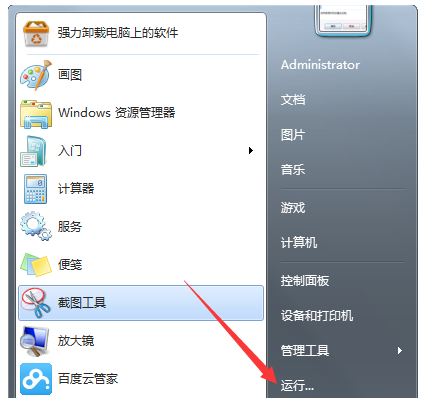 强力卸载电脑上的软件
画图
Windows 资源管理器
入门
计算器
服务
便笺
截图工具
放大镜
百度云管家
Administrator
文档
图片
音乐
游戏
计算机
控制面板
设备和打印机
管理工具
运行...